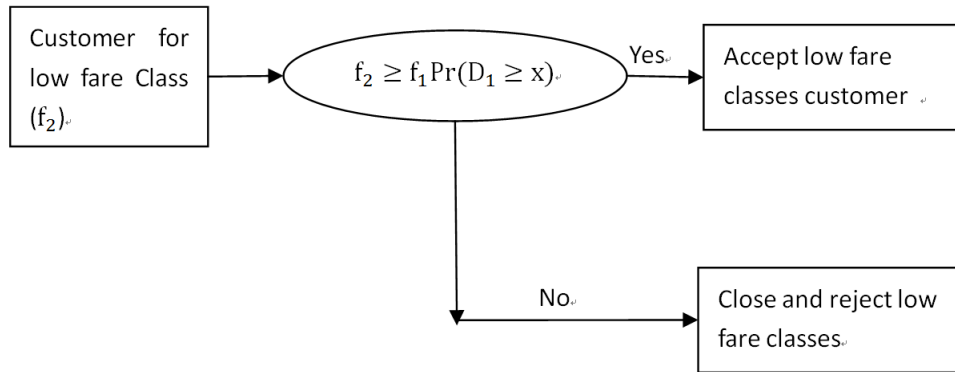 Customer for
low fare Class
(f₂)
f₂ ≥ f₁Pr(D₁ ≥ x)
Yes
Accept low fare
classes customer
No
Close and reject low
fare classes